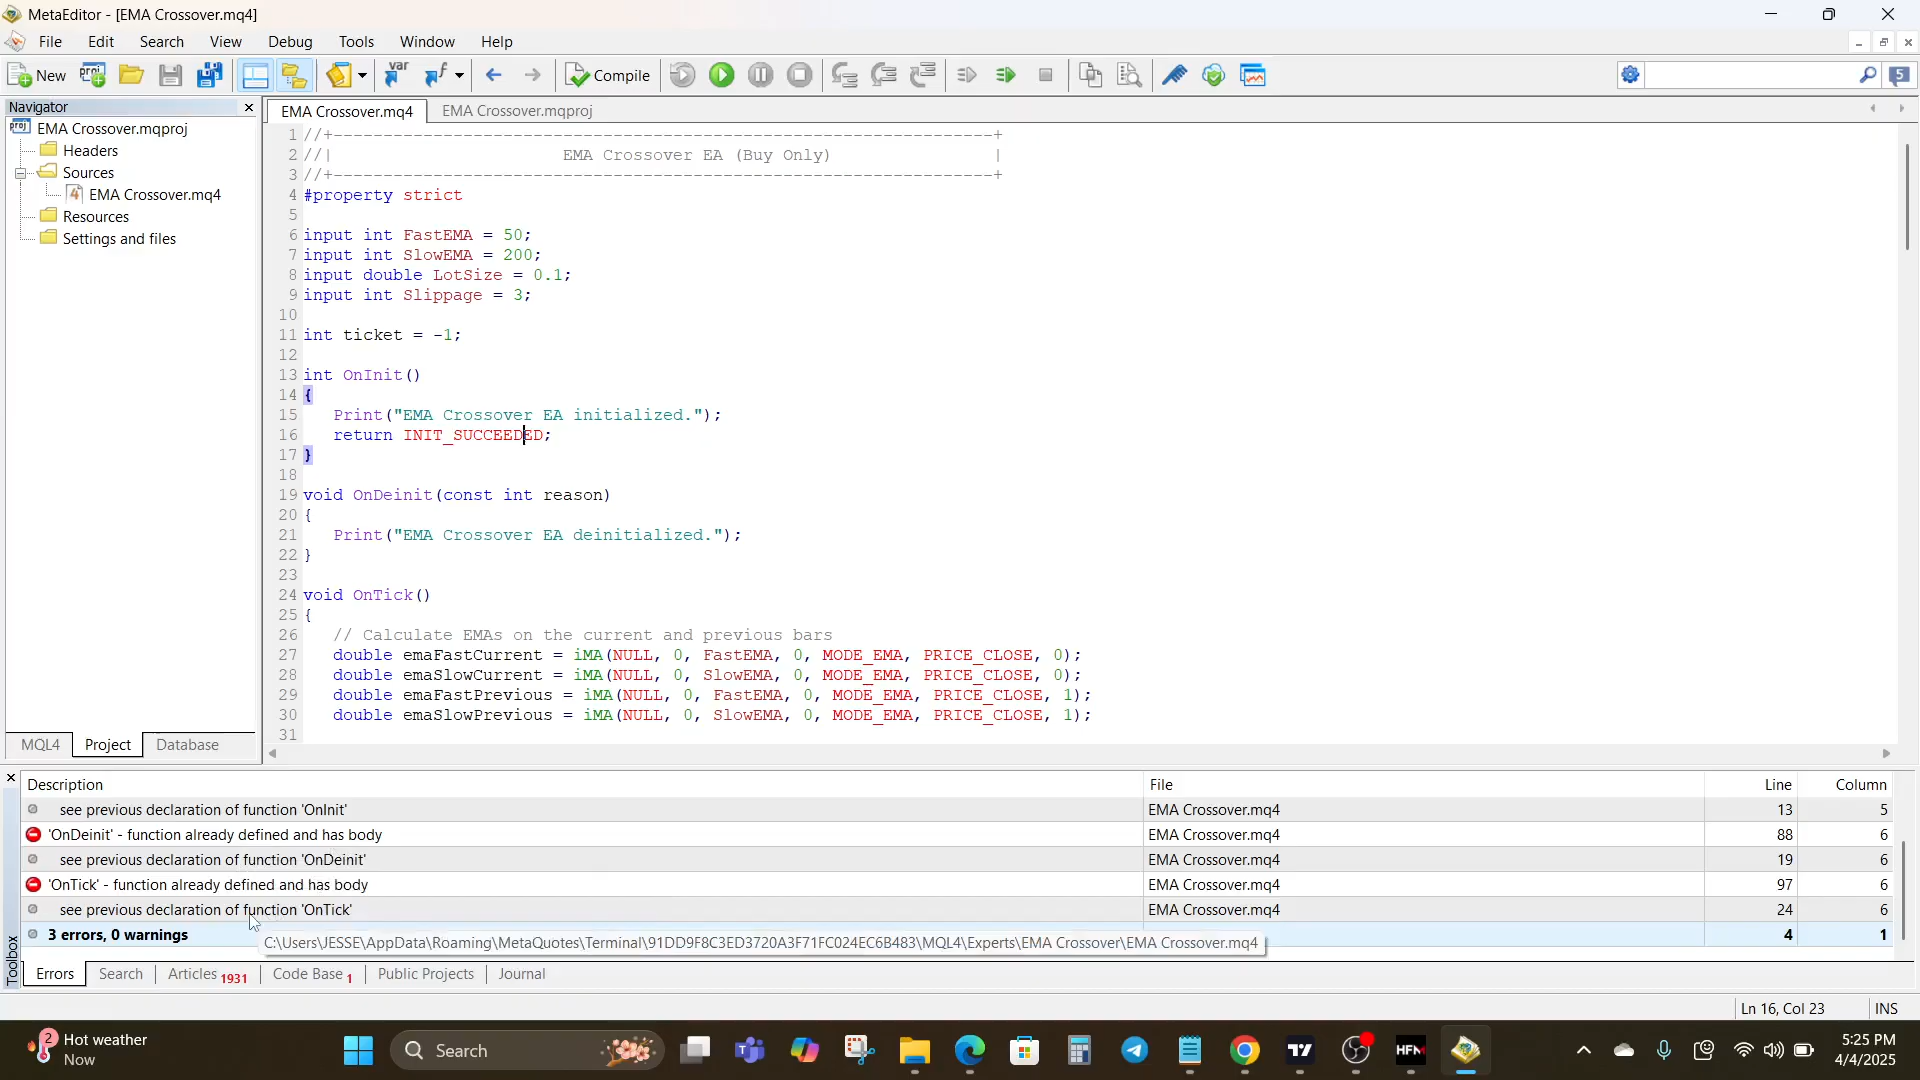 MetaEditor - [EMA Crossover.mq4]
File Edit Search View Debug Tools Window Help
New Compile 5
Navigator
EMA Crossover.mqproj
Headers
Sources
EMA Crossover.mq4
Resources
Settings and files
MQL4 Project Database
EMA Crossover.mq4 EMA Crossover.mqproj
1 //+------------------------------------------------------------------+
2 //| EMA Crossover EA (Buy Only) |
3 //+------------------------------------------------------------------+
4 #property strict
5
6 input int FastEMA = 50;
7 input int SlowEMA = 200;
8 input double LotSize = 0.1;
9 input int Slippage = 3;
10
11 int ticket = -1;
12
13 int OnInit()
14 {
15 Print("EMA Crossover EA initialized.");
16 return INIT_SUCCEEDED;
17 }
18
19 void OnDeinit(const int reason)
20 {
21 Print("EMA Crossover EA deinitialized.");
22 }
23
24 void OnTick()
25 {
26 // Calculate EMAs on the current and previous bars
27 double emaFastCurrent = iMA(NULL, 0, FastEMA, 0, MODE_EMA, PRICE_CLOSE, 0);
28 double emaSlowCurrent = iMA(NULL, 0, SlowEMA, 0, MODE_EMA, PRICE_CLOSE, 0);
29 double emaFastPrevious = iMA(NULL, 0, FastEMA, 0, MODE_EMA, PRICE_CLOSE, 1);
30 double emaSlowPrevious = iMA(NULL, 0, SlowEMA, 0, MODE_EMA, PRICE_CLOSE, 1);
31
Description File Line Column
see previous declaration of function 'OnInit' EMA Crossover.mq4 13 5
'OnDeinit' - function already defined and has body EMA Crossover.mq4 88 6
see previous declaration of function 'OnDeinit' EMA Crossover.mq4 19 6
'OnTick' - function already defined and has body EMA Crossover.mq4 97 6
see previous declaration of function 'OnTick' EMA Crossover.mq4 24 6
3 errors, 0 warnings 4 1
C:\Users\JESSE\AppData\Roaming\MetaQuotes\Terminal\91DD9F8C3ED3720A3F71FC024EC6B483\MQL4\Experts\EMA Crossover\EMA Crossover.mq4
Toolbox
Errors Search Articles 1931 Code Base 1 Public Projects Journal
Ln 16, Col 23 INS
2 Hot weather
Now
Search
HFM
5:25 PM
4/4/2025